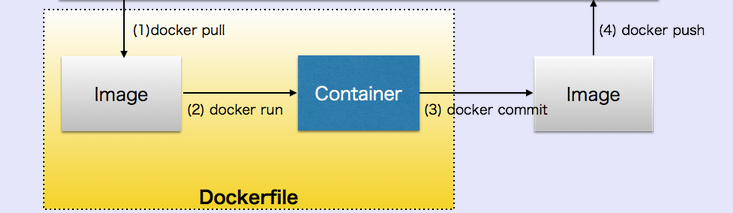 (1)docker pull
(4) docker push
Image
Container
Image
(2) docker run
(3) docker commit
Dockerfile